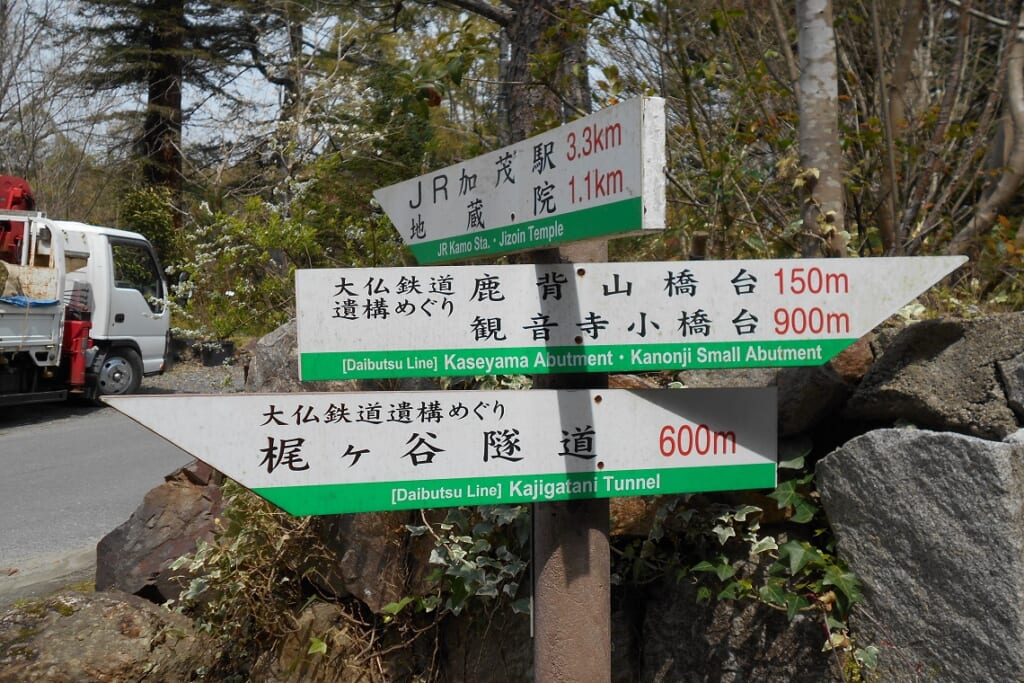 JR加茂駅 3.3km
地蔵院 1.1km
JR Kamo Sta.・Jizoin Temple
大仏鉄道遺構めぐり 鹿背山橋台 150m
観音寺小橋台 900m
[Daibutsu Line] Kaseyama Abutment・Kanonji Small Abutment
大仏鉄道遺構めぐり
梶ヶ谷隧道 600m
[Daibutsu Line] Kajigatani Tunnel